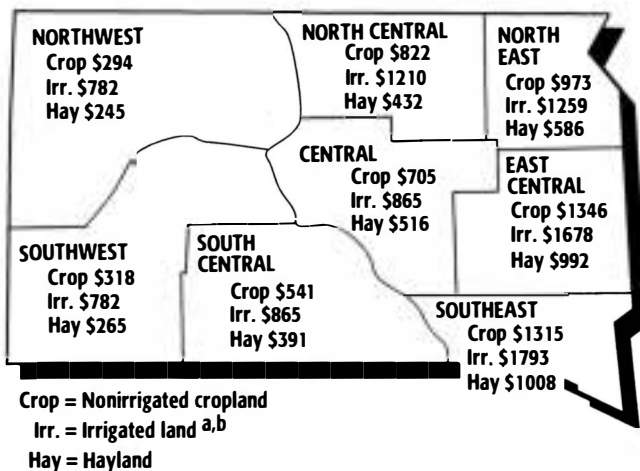 NORTHWEST
Crop $294
Irr. $782
Hay $245
NORTH CENTRAL
Crop $822
Irr. $1210
Hay $432
NORTH
EAST
Crop $973
Irr. $1259
Hay $586
CENTRAL
Crop $705
Irr. $865
Hay $516
EAST
CENTRAL
Crop $1346
Irr. $1678
Hay $992
SOUTHWEST
Crop $318
Irr. $782
Hay $265
SOUTH
CENTRAL
Crop $541
Irr. $865
Hay $391
SOUTHEAST
Crop $1315
Irr. $1793
Hay $1008
Crop = Nonirrigated cropland
Irr. = Irrigated land a,b
Hay = Hayland